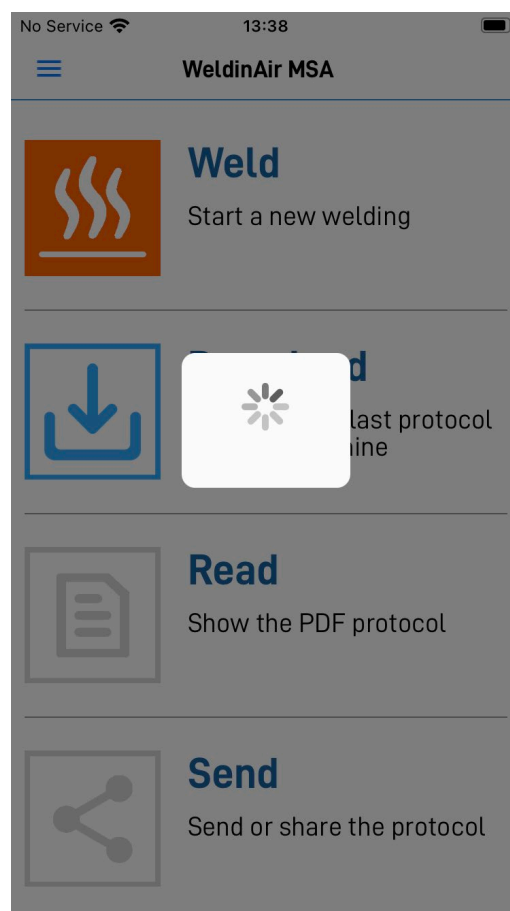 No Service
13:38
WeldinAir MSA
Weld
Start a new welding
last protocol
Read
Show the PDF protocol
Send
Send or share the protocol